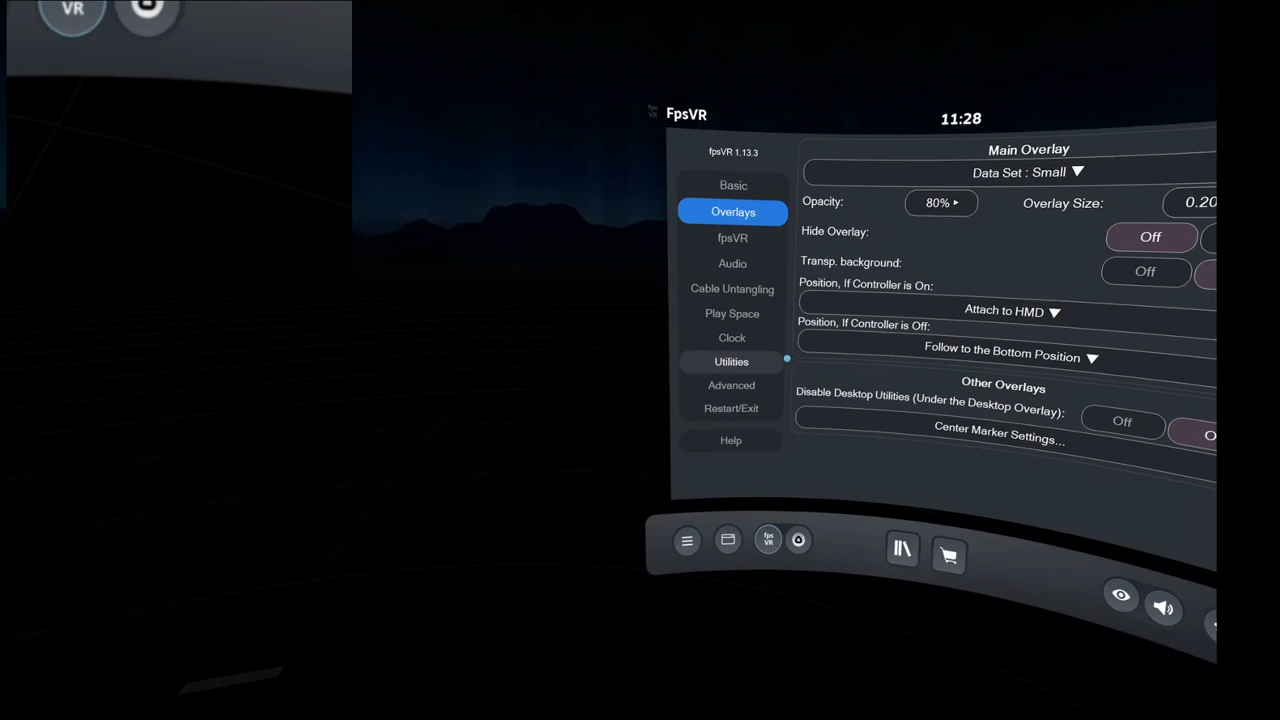 VR
FpsVR
11:28
fps
VR
fpsVR 1.13.3
Basic
Overlays
fpsVR
Audio
Cable Untangling
Play Space
Clock
Utilities
Advanced
Restart/Exit
Help
Main Overlay
Data Set : Small
Opacity:
80%
Overlay Size:
0.20
Hide Overlay:
Off
Transp. background:
Off
Position, If Controller is On:
Attach to HMD
Position, If Controller is Off:
Follow to the Bottom Position
Other Overlays
Disable Desktop Utilities (Under the Desktop Overlay):
Off
Center Marker Settings...
fps
VR